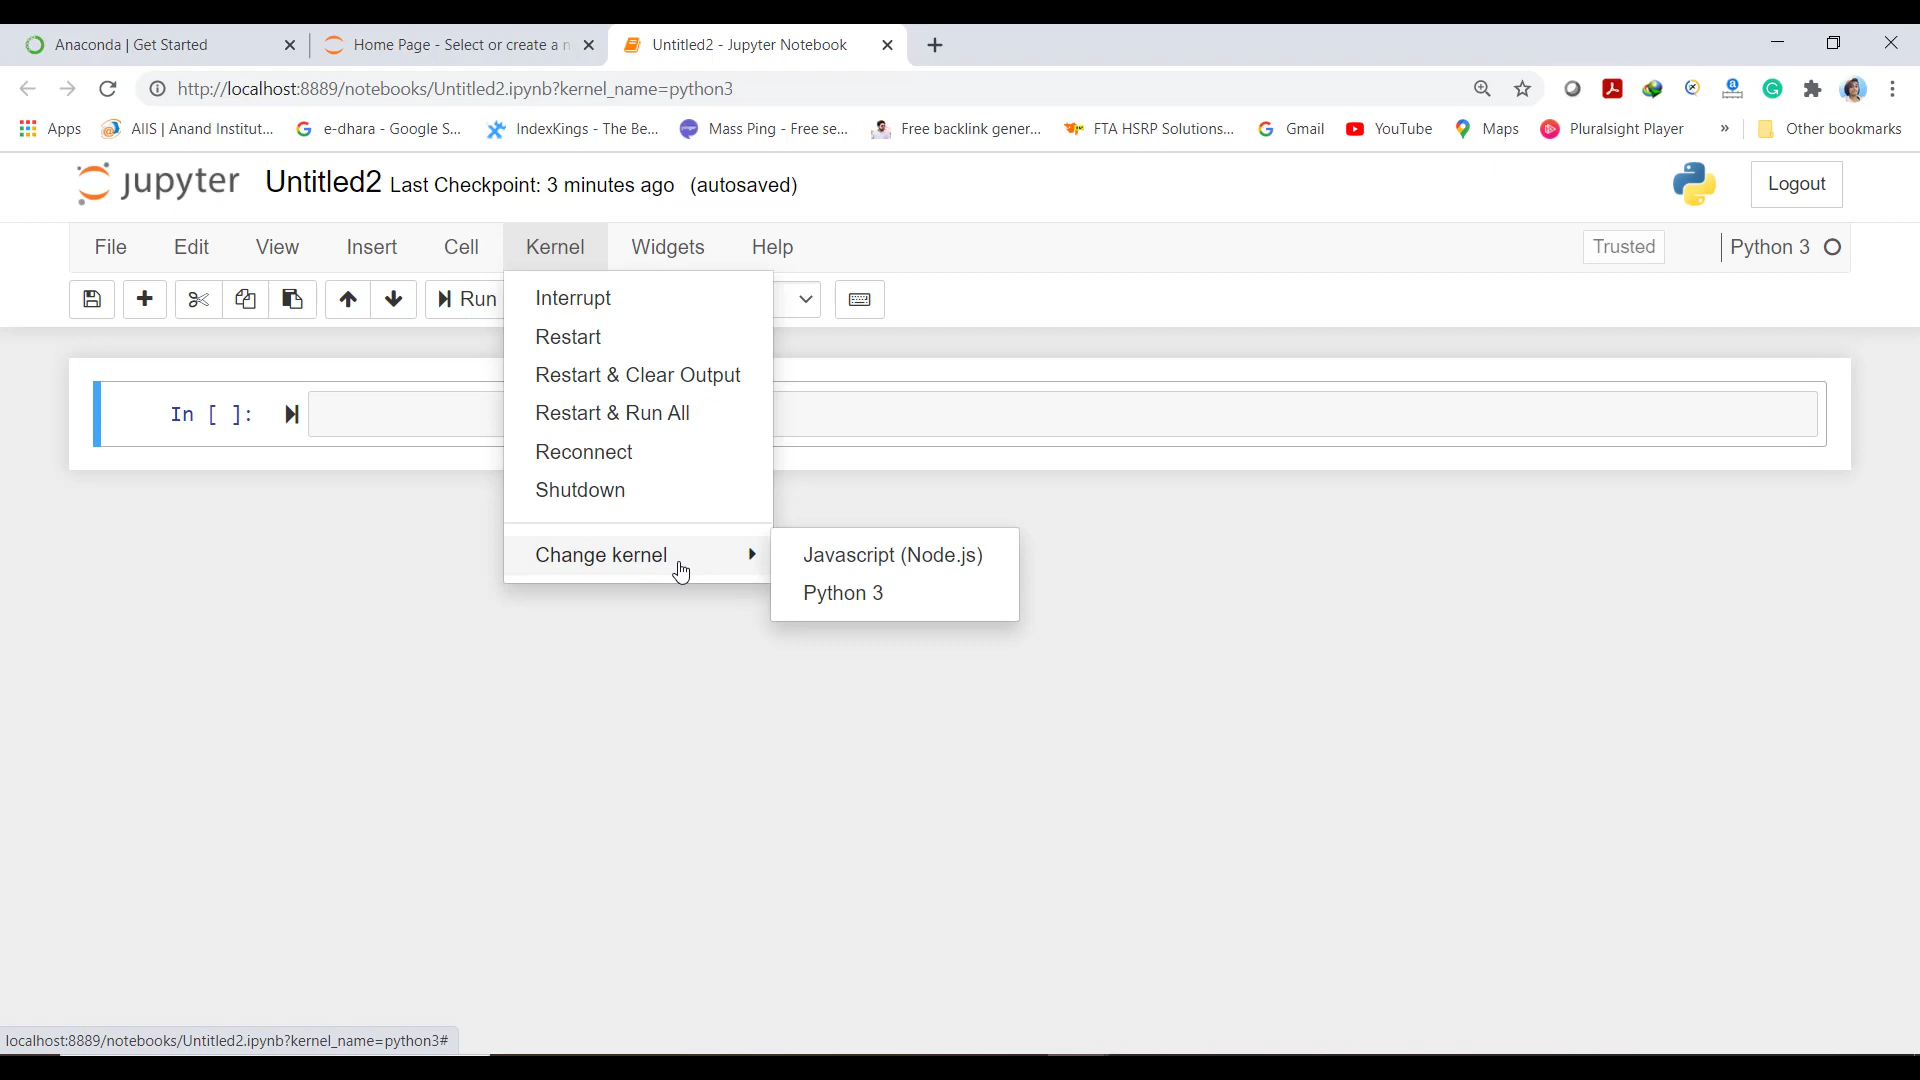 Anaconda | Get Started
Home Page - Select or create a n
Untitled2 - Jupyter Notebook
http://localhost:8889/notebooks/Untitled2.ipynb?kernel_name=python3
Apps
AIIS | Anand Institut...
e-dhara - Google S...
IndexKings - The Be...
Mass Ping - Free se...
Free backlink gener...
FTA HSRP Solutions...
Gmail
YouTube
Maps
Pluralsight Player
»
Other bookmarks
jupyter Untitled2 Last Checkpoint: 3 minutes ago (autosaved)
Logout
File Edit View Insert Cell Kernel Widgets Help
Trusted
Python 3
Run
Interrupt
Restart
Restart & Clear Output
Restart & Run All
Reconnect
Shutdown
Change kernel
Javascript (Node.js)
Python 3
In [ ]:
localhost:8889/notebooks/Untitled2.ipynb?kernel_name=python3#